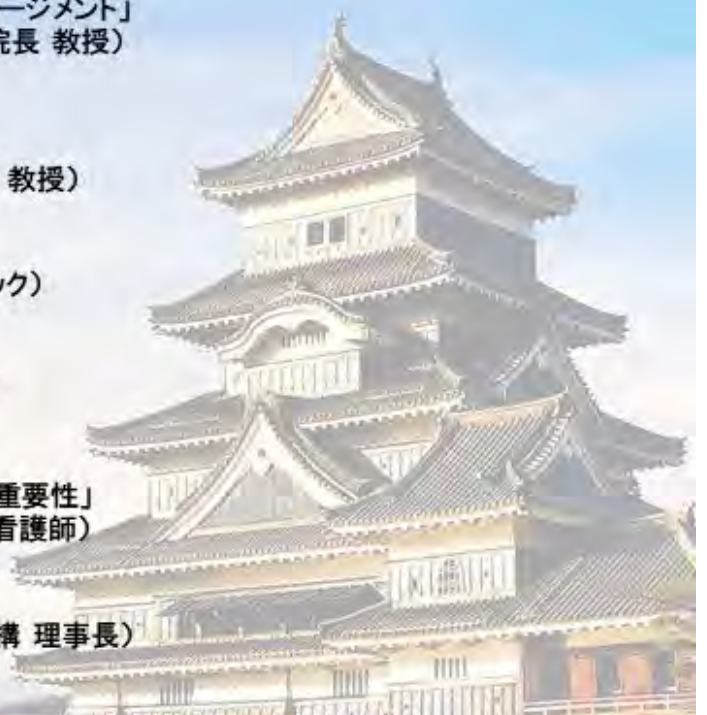 ージメント」
院長 教授）
教授）
ック）
重要性」
看護師）
構 理事長）